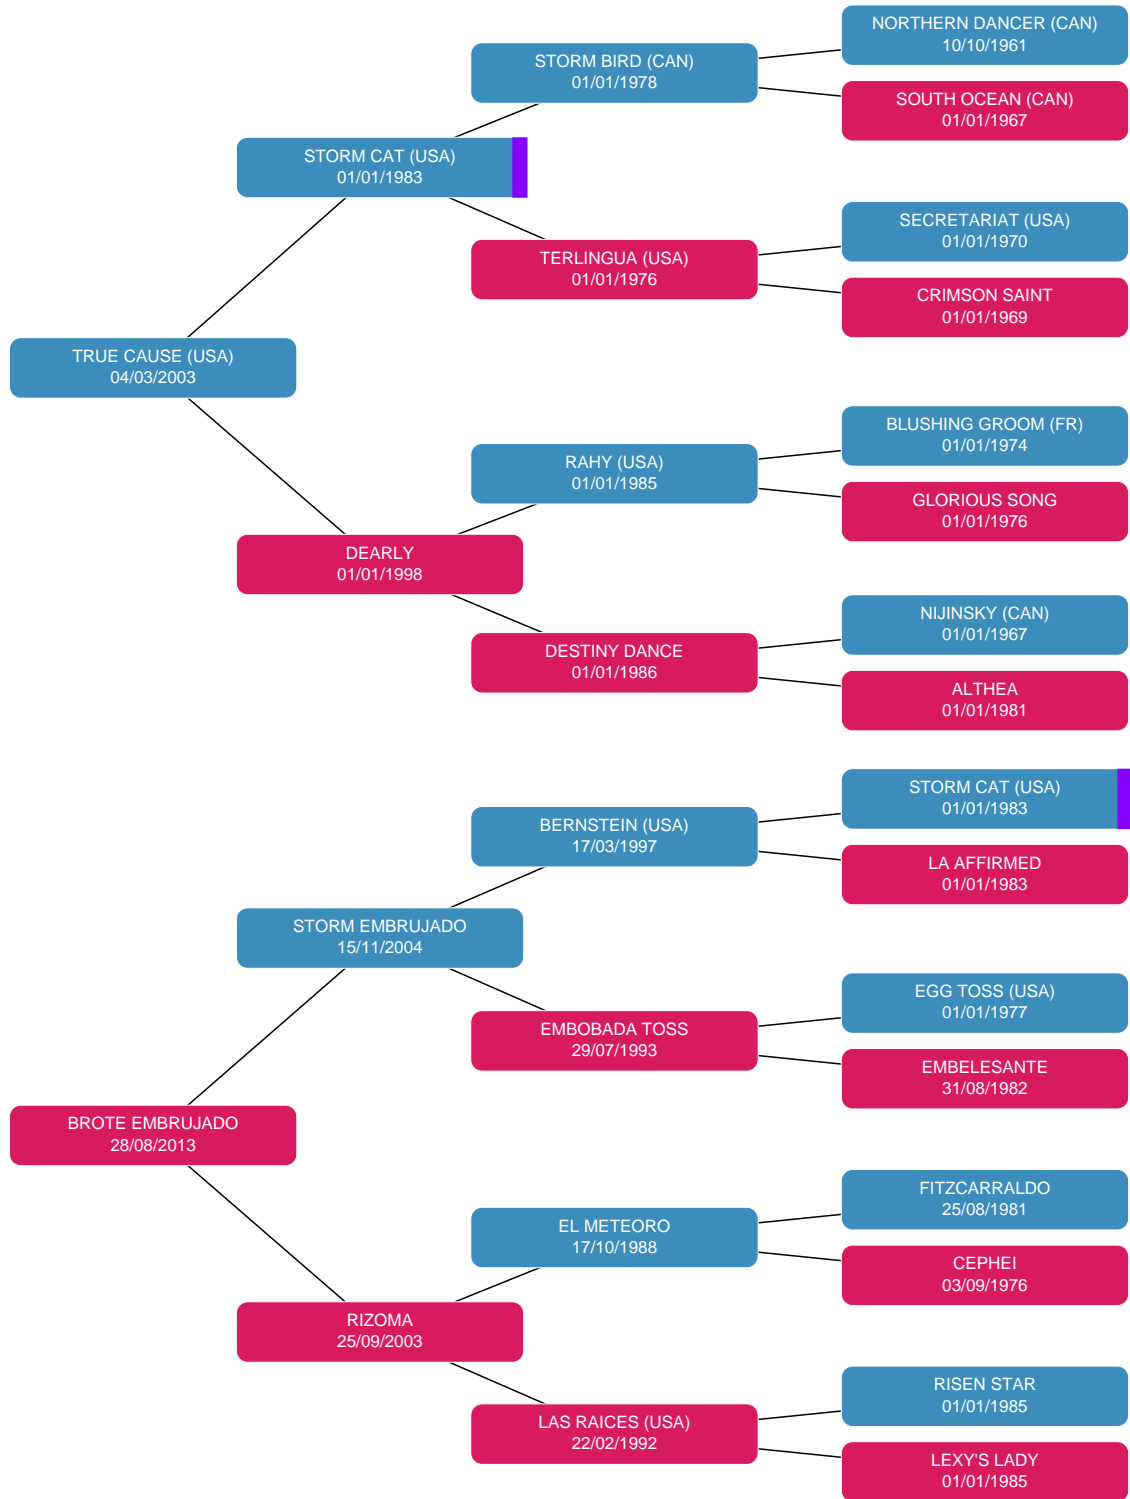 NORTHERN DANCER (CAN)
10/10/1961
STORM BIRD (CAN)
01/01/1978
SOUTH OCEAN (CAN)
01/01/1967
STORM CAT (USA)
01/01/1983
SECRETARIAT (USA)
01/01/1970
TERLINGUA (USA)
01/01/1976
CRIMSON SAINT
01/01/1969
TRUE CAUSE (USA)
04/03/2003
BLUSHING GROOM (FR)
01/01/1974
RAHY (USA)
01/01/1985
GLORIOUS SONG
01/01/1976
DEARLY
01/01/1998
NIJINSKY (CAN)
01/01/1967
DESTINY DANCE
01/01/1986
ALTHEA
01/01/1981
STORM CAT (USA)
01/01/1983
BERNSTEIN (USA)
17/03/1997
LA AFFIRMED
01/01/1983
STORM EMBRUJADO
15/11/2004
EGG TOSS (USA)
01/01/1977
EMBOBADA TOSS
29/07/1993
EMBELESANTE
31/08/1982
BROTE EMBRUJADO
28/08/2013
FITZCARRALDO
25/08/1981
EL METEORO
17/10/1988
CEPHEI
03/09/1976
RIZOMA
25/09/2003
RISEN STAR
01/01/1985
LAS RAICES (USA)
22/02/1992
LEXY'S LADY
01/01/1985